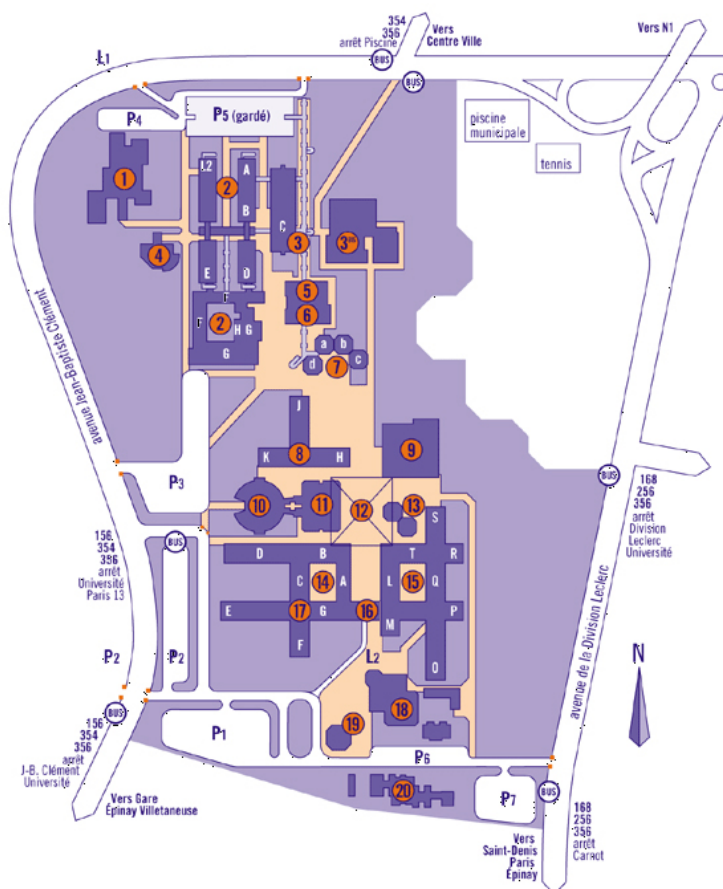 354
356
arrêt Piscine
BUS
Vers
Centre Ville
Vers N1
L1
BUS
P4
P5 (gardé)
piscine
municipale
tennis
1
L2
2
A
B
C
3
3 bis
4
E
D
5
6
F
F
2
H
G
G
a
b
c
d
7
avenue Jean-Baptiste Clément
J
K
8
H
9
P3
10
11
12
13
S
BUS
168
256
356
arrêt
Division
Leclerc
Université
156
354
356
arrêt
Université
Paris 13
BUS
D
B
T
R
C
14
A
L
15
Q
E
17
G
16
M
P
F
O
P2
P2
L2
N
avenue de la Division Leclerc
BUS
156
354
356
arrêt
J-B. Clément
Université
P1
18
19
P6
20
P7
BUS
Vers Gare
Épinay Villetaneuse
Vers
Saint-Denis
Paris
Épinay
168
256
356
arrêt
Carnot